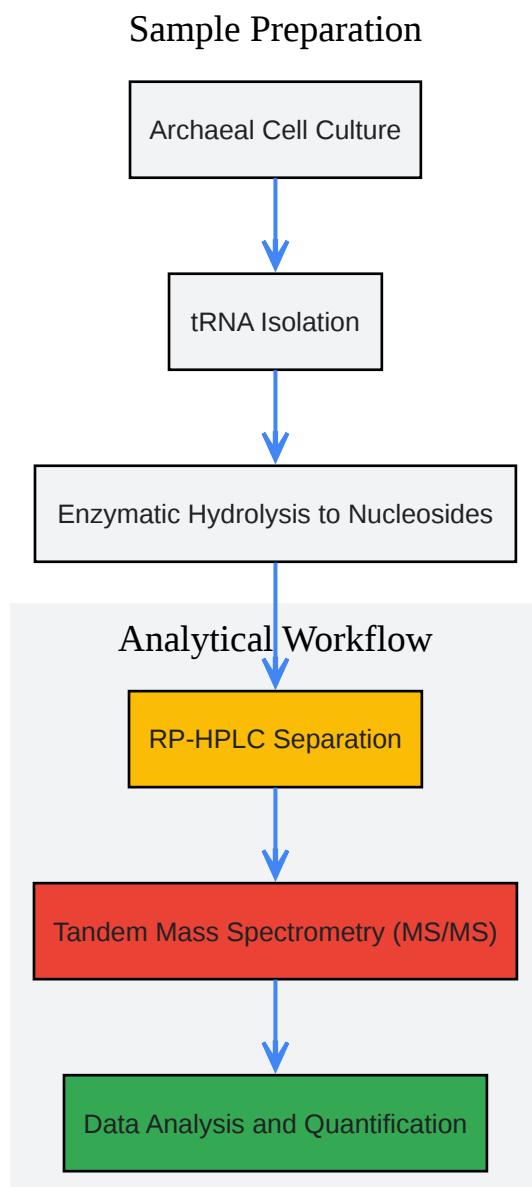 Sample Preparation
Archaeal Cell Culture
tRNA Isolation
Enzymatic Hydrolysis to Nucleosides
Analytical Workflow
RP-HPLC Separation
Tandem Mass Spectrometry (MS/MS)
Data Analysis and Quantification